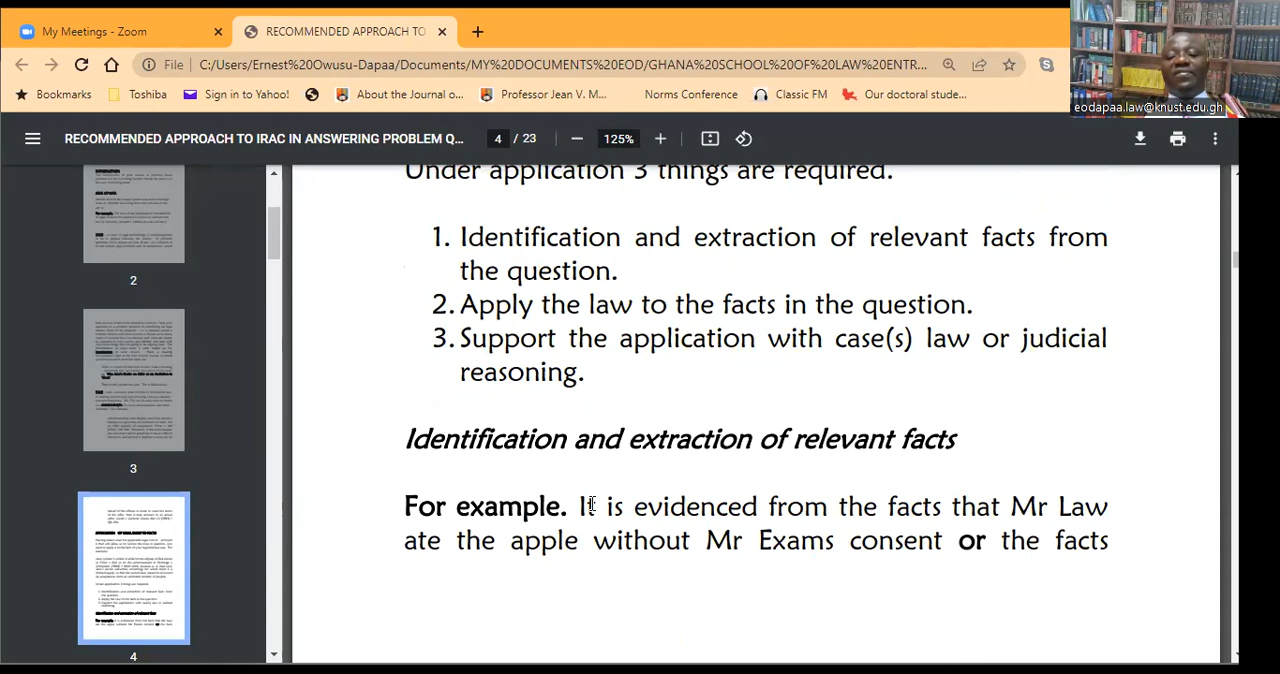 My Meetings - Zoom
RECOMMENDED APPROACH TO
File
C:/Users/Ernest%20Owusu-Dapaa/Documents/MY%20DOCUMENTS%20EOD/GHANA%20SCHOOL%20OF%20LAW%20ENTR...
eodapaa.law@knust.edu.gh
Bookmarks
Toshiba
Sign in to Yahoo!
About the Journal o...
Professor Jean V. M...
Norms Conference
Classic FM
Our doctoral stude...
RECOMMENDED APPROACH TO IRAC IN ANSWERING PROBLEM Q...
4 / 23
125%
2
3
4
Under application 3 things are required.
1. Identification and extraction of relevant facts from
the question.
2. Apply the law to the facts in the question.
3. Support the application with case(s) law or judicial
reasoning.
Identification and extraction of relevant facts
For example. It is evidenced from the facts that Mr Law
ate the apple without Mr Exams consent or the facts